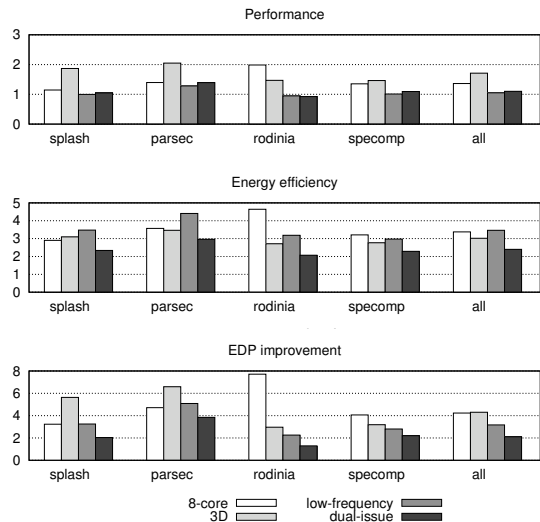 Performance
3
2
1
0
splash parsec rodinia specomp all
Energy efficiency
5
4
3
2
1
0
splash parsec rodinia specomp all
EDP improvement
8
6
4
2
0
splash parsec rodinia specomp all
8-core low-frequency
3D dual-issue